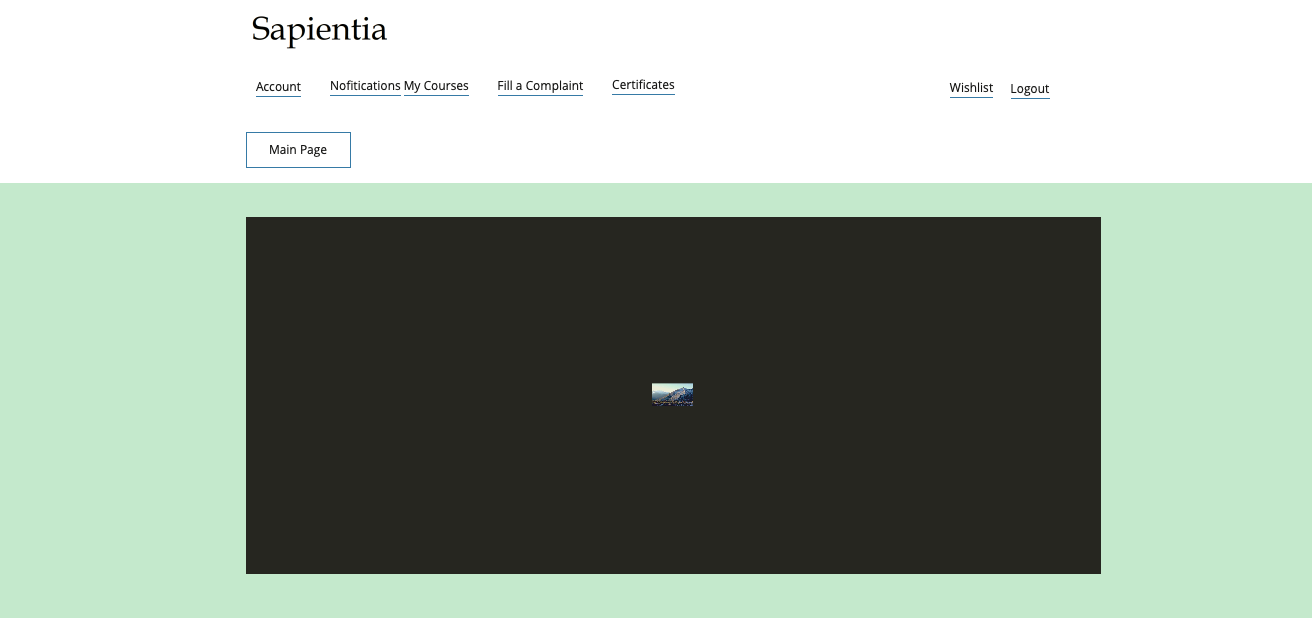 Sapientia
Account Nofitications My Courses Fill a Complaint Certificates Wishlist Logout
Main Page